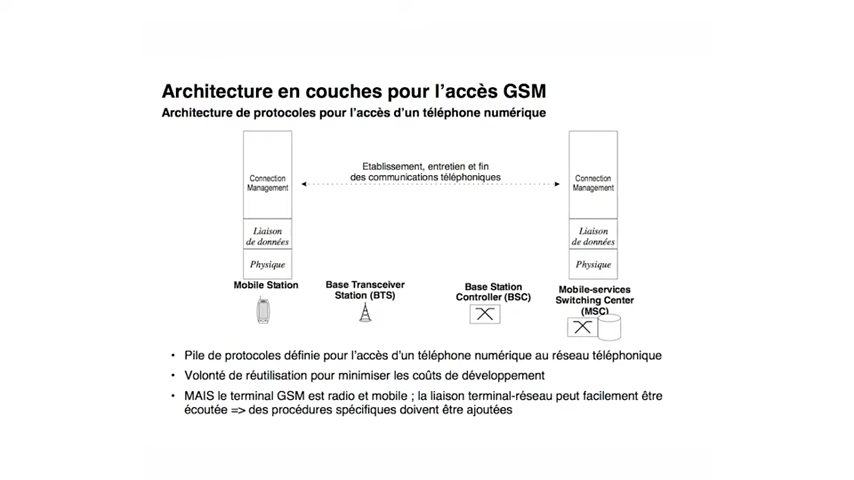 Architecture en couches pour l'accès GSM
Architecture de protocoles pour l'accès d'un téléphone numérique
Connection
Management
Etablissement, entretien et fin
des communications téléphoniques
Connection
Management
Liaison
de données
Liaison
de données
Physique
Physique
Mobile Station
Base Transceiver
Station (BTS)
Base Station
Controller (BSC)
Mobile-services
Switching Center
(MSC)
• Pile de protocoles définie pour l'accès d'un téléphone numérique au réseau téléphonique
• Volonté de réutilisation pour minimiser les coûts de développement
• MAIS le terminal GSM est radio et mobile ; la liaison terminal-réseau peut facilement être
écoutée => des procédures spécifiques doivent être ajoutées